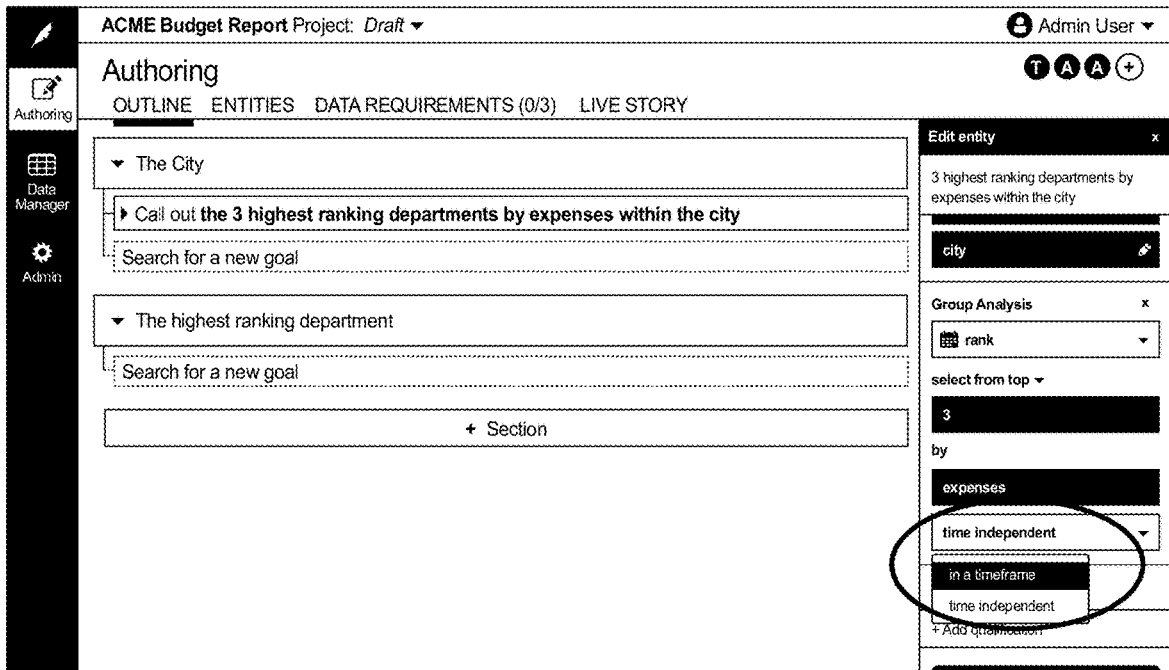 ACME Budget Report Project: Draft
Admin User
Authoring
T A A +
Authoring
OUTLINE ENTITIES DATA REQUIREMENTS (0/3) LIVE STORY
Data
Manager
Admin
The City
Call out the 3 highest ranking departments by expenses within the city
Search for a new goal
The highest ranking department
Search for a new goal
+ Section
Edit entity x
3 highest ranking departments by
expenses within the city
city
Group Analysis x
rank
select from top
3
by
expenses
time independent
in a timeframe
time independent
+ Add qualification